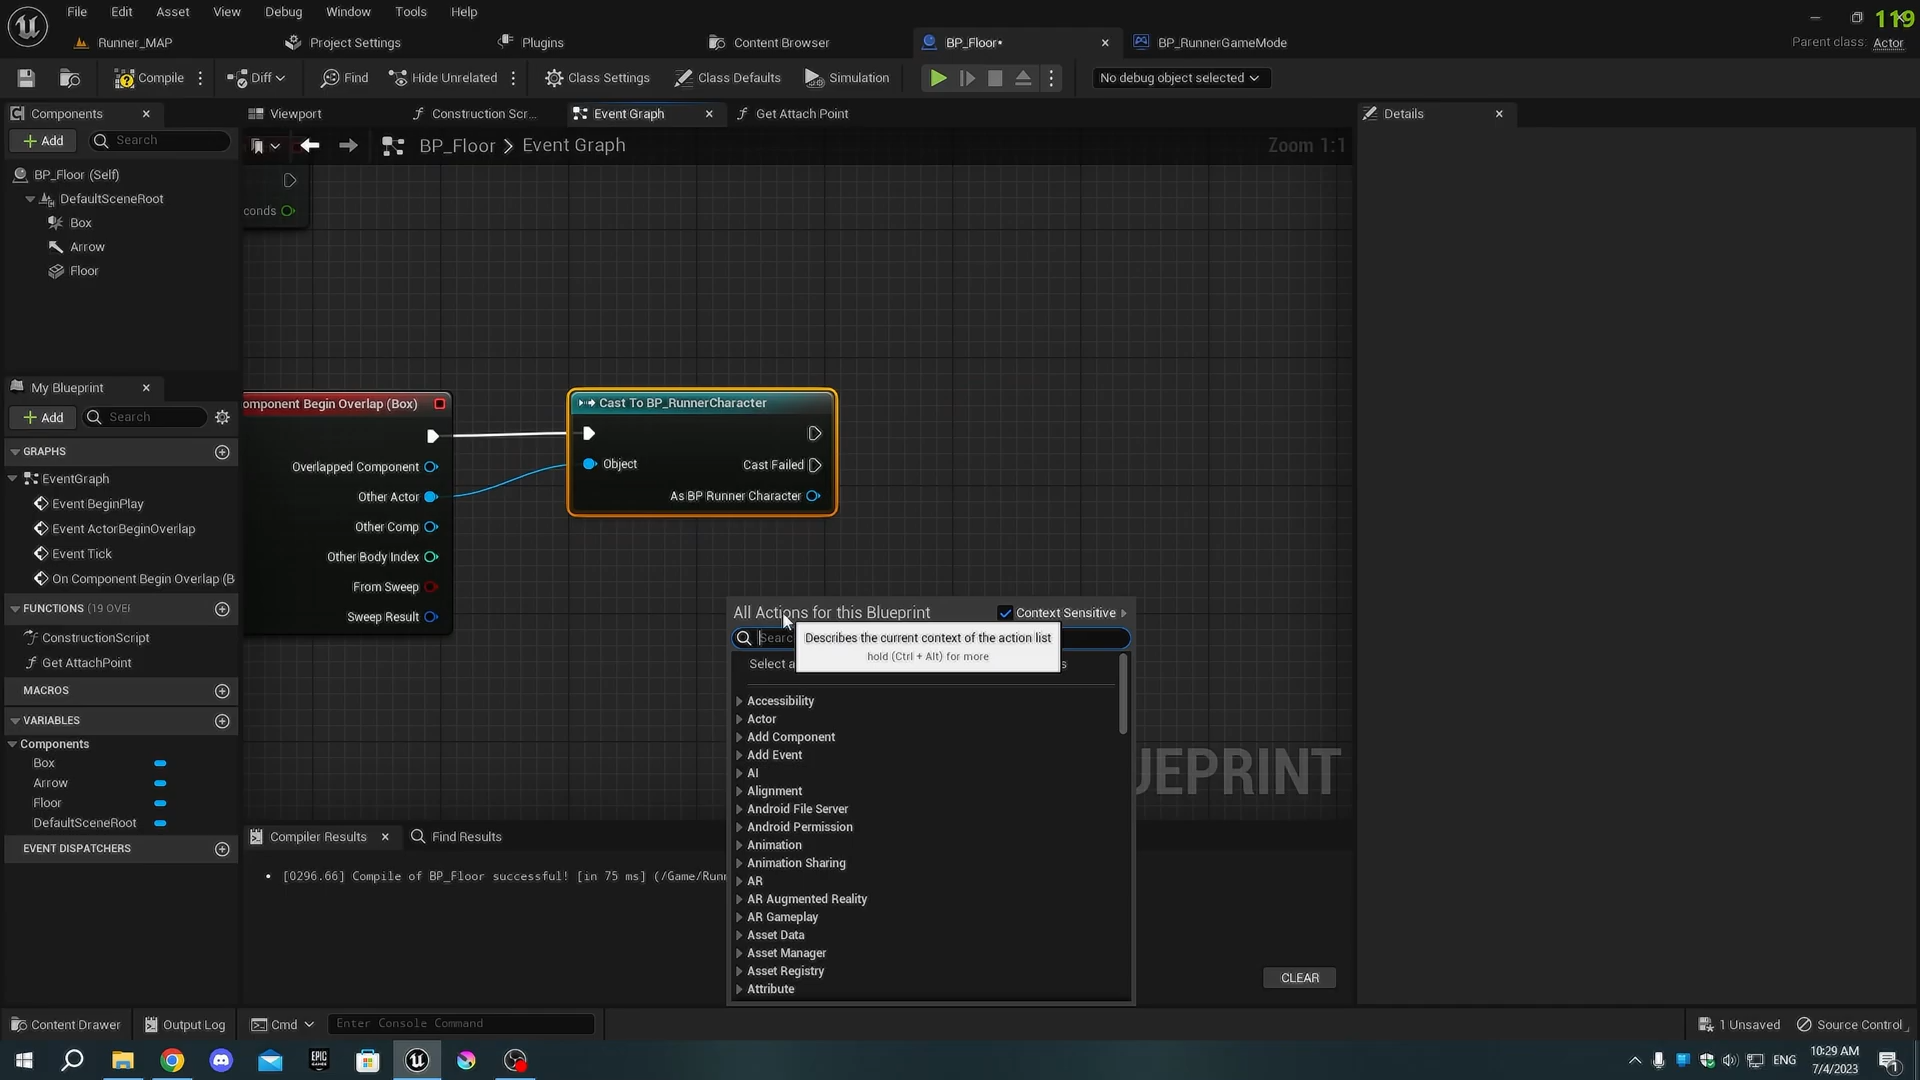 File Edit Asset View Debug Window Tools Help
119
Runner_MAP Project Settings Plugins Content Browser BP_Floor• BP_RunnerGameMode Parent class: Actor
Compile Diff Find Hide Unrelated Class Settings Class Defaults Simulation No debug object selected
Components Viewport Construction Scr... Event Graph Get Attach Point Details
Add Search
BP_Floor > Event Graph Zoom 1:1
BP_Floor (Self)
DefaultSceneRoot
Box
Arrow
Floor
conds
omponent Begin Overlap (Box)
Overlapped Component
Other Actor
Other Comp
Other Body Index
From Sweep
Sweep Result
Cast To BP_RunnerCharacter
Object
Cast Failed
As BP Runner Character
My Blueprint
Add Search
GRAPHS
EventGraph
Event BeginPlay
Event ActorBeginOverlap
Event Tick
On Component Begin Overlap (B
FUNCTIONS (19 OVE
ConstructionScript
Get AttachPoint
MACROS
VARIABLES
Components
Box
Arrow
Floor
DefaultSceneRoot
EVENT DISPATCHERS
All Actions for this Blueprint Context Sensitive
Searc
Describes the current context of the action list
hold (Ctrl + Alt) for more
Select a s
Accessibility
Actor
Add Component
Add Event
AI
Alignment
Android File Server
Android Permission
Animation
Animation Sharing
AR
AR Augmented Reality
AR Gameplay
Asset Data
Asset Manager
Asset Registry
Attribute
UEPRINT
Compiler Results Find Results
[0296.66] Compile of BP_Floor successful! [in 75 ms] (/Game/Runn
CLEAR
Content Drawer Output Log Cmd Enter Console Command 1 Unsaved Source Control
EPIC GAMES
ENG
10:29 AM
7/4/2023
1